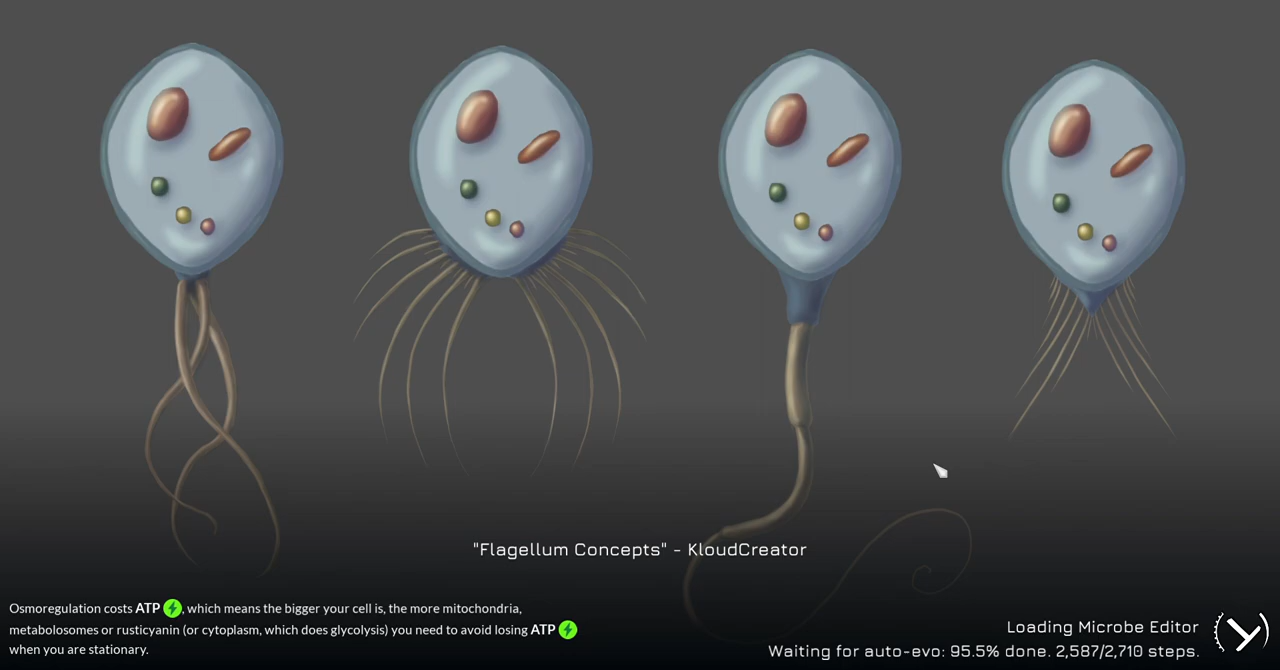 "Flagellum Concepts" - KloudCreator
Osmoregulation costs ATP, which means the bigger your cell is, the more mitochondria,
metabolosomes or rusticyanin (or cytoplasm, which does glycolysis) you need to avoid losing ATP
when you are stationary.
Loading Microbe Editor
Waiting for auto-evo: 95.5% done. 2,587/2,710 steps.